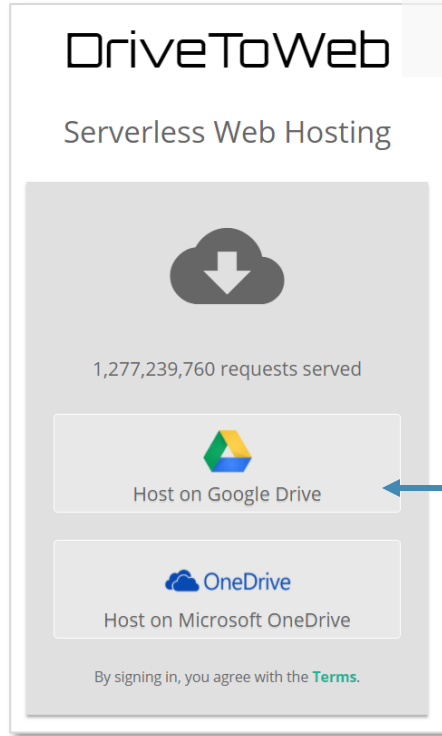 DriveToWeb
Serverless Web Hosting
1,277,239,760 requests served
Host on Google Drive
OneDrive
Host on Microsoft OneDrive
By signing in, you agree with the Terms.